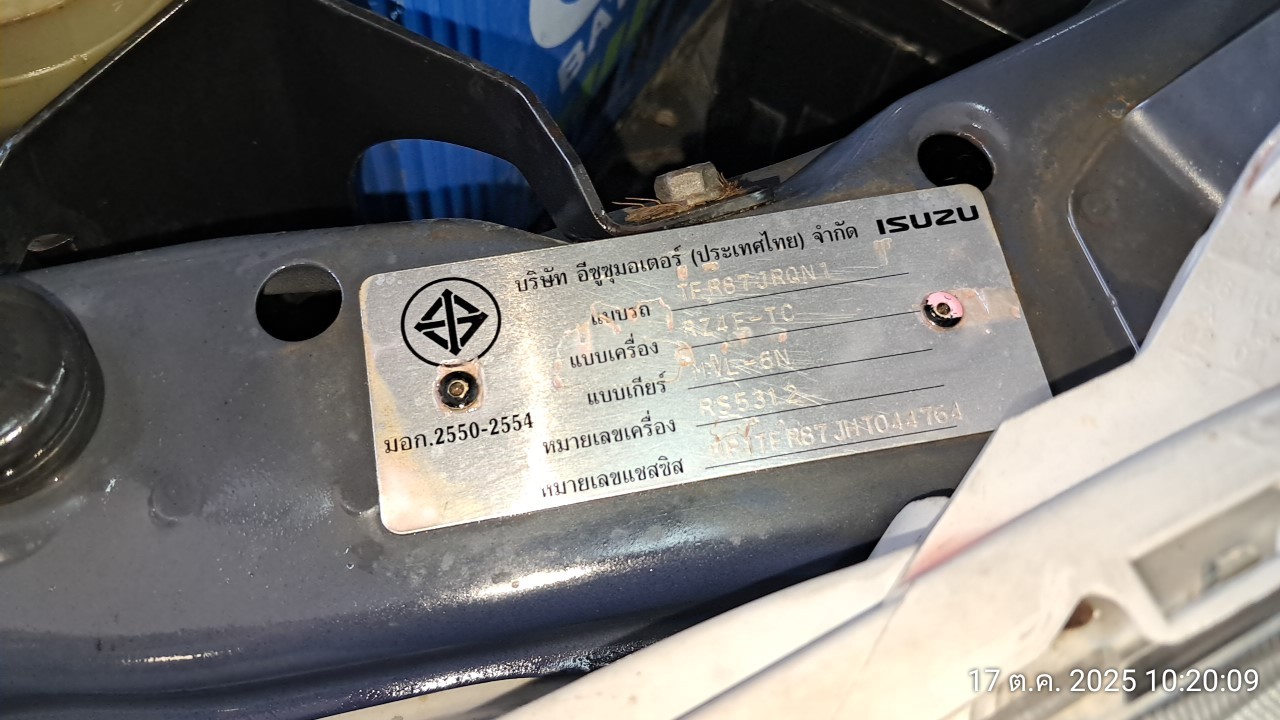 BA
บริษัท อีซูซุมอเตอร์ (ประเทศไทย) จำกัด ISUZU
แบบรถ TFR87JRQN1
แบบเครื่อง RZ4E-TC
แบบเกียร์
หมายเลขเครื่อง RS5312
หมายเลขแชสซิส TFR87JHT044764
มอก.2550-2554
17 ต.ค. 2025 10:20:09